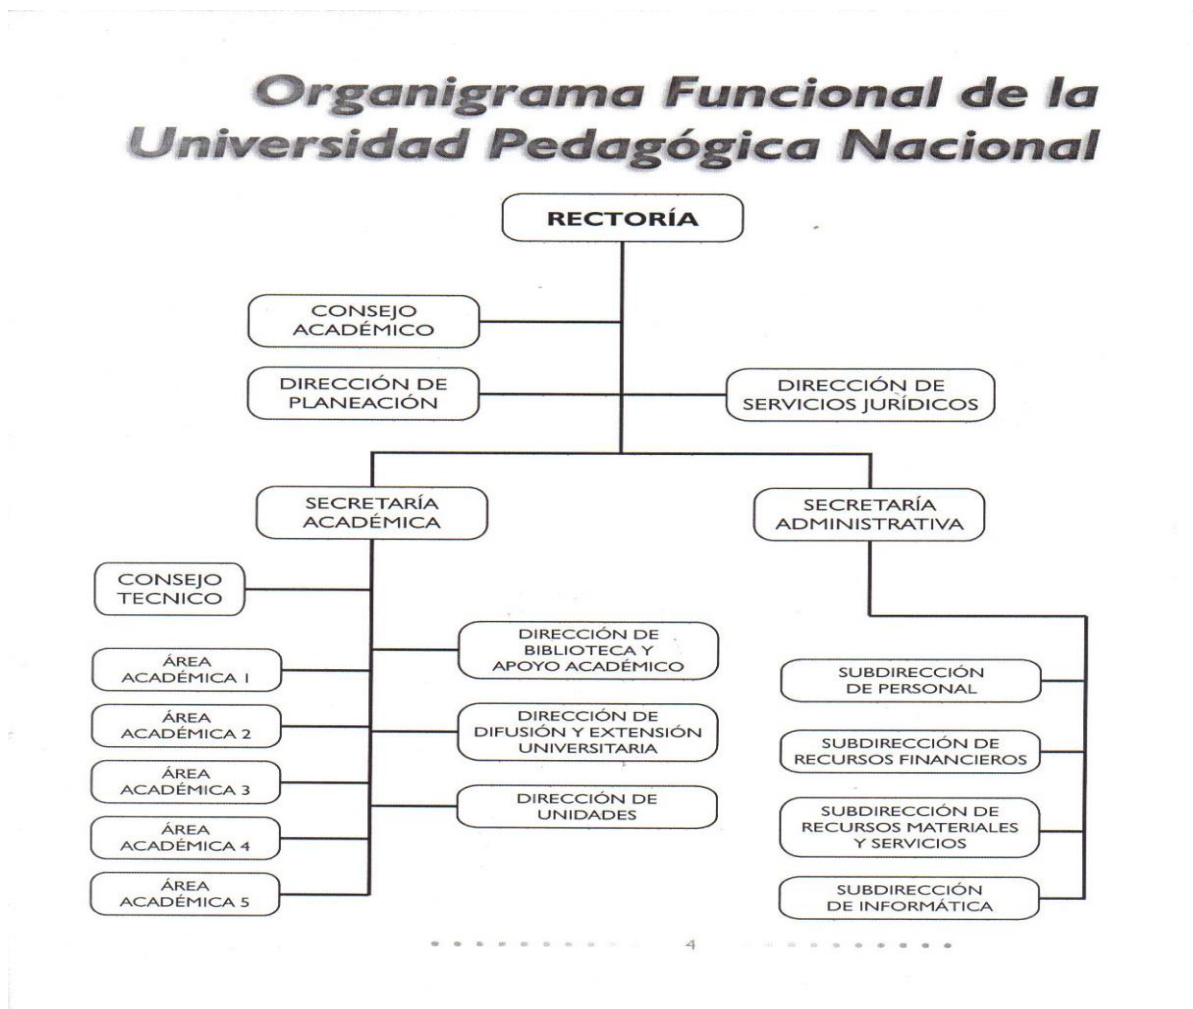 Organigrama Funcional de la
Universidad Pedagógica Nacional
RECTORÍA
CONSEJO
ACADÉMICO
DIRECCIÓN DE
PLANEACIÓN
DIRECCIÓN DE
SERVICIOS JURÍDICOS
SECRETARÍA
ACADÉMICA
SECRETARÍA
ADMINISTRATIVA
CONSEJO
TECNICO
ÁREA
ACADÉMICA 1
ÁREA
ACADÉMICA 2
ÁREA
ACADÉMICA 3
ÁREA
ACADÉMICA 4
ÁREA
ACADÉMICA 5
DIRECCIÓN DE
BIBLIOTECA Y
APOYO ACADÉMICO
DIRECCIÓN DE
DIFUSIÓN Y EXTENSIÓN
UNIVERSITARIA
DIRECCIÓN DE
UNIDADES
SUBDIRECCIÓN
DE PERSONAL
SUBDIRECCIÓN DE
RECURSOS FINANCIEROS
SUBDIRECCIÓN DE
RECURSOS MATERIALES
Y SERVICIOS
SUBDIRECCIÓN
DE INFORMÁTICA
4